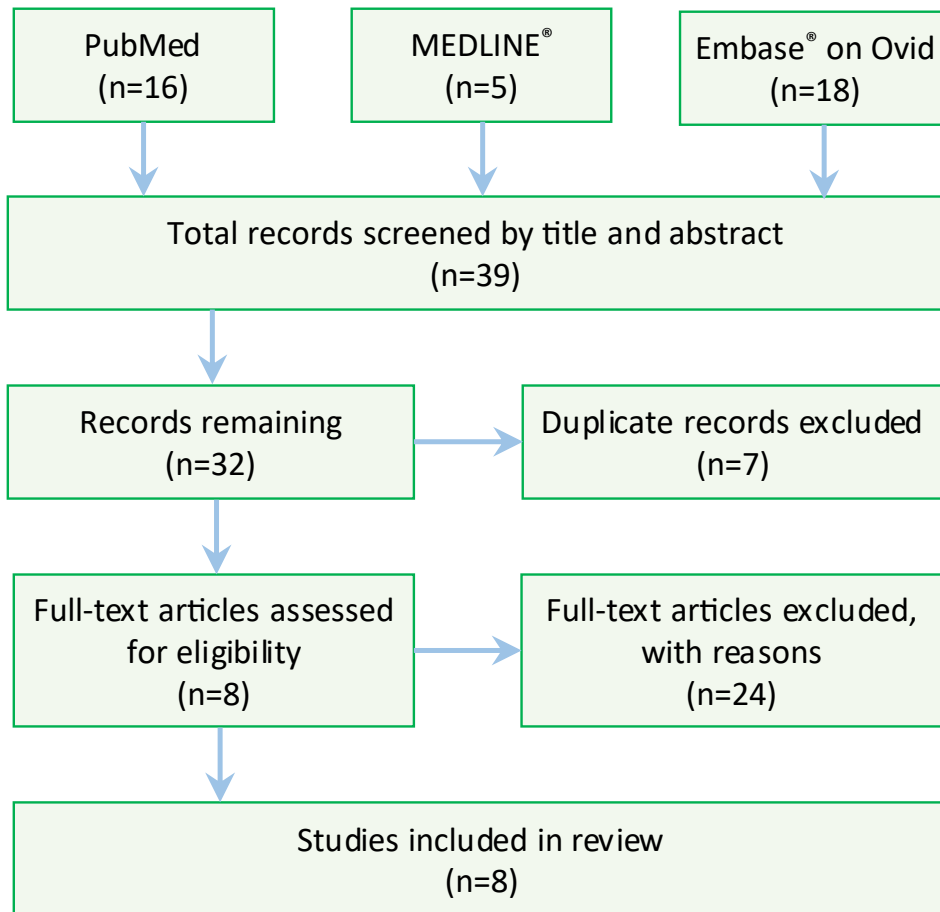 PubMed
(n=16)
MEDLINE®
(n=5)
Embase® on Ovid
(n=18)
Total records screened by title and abstract
(n=39)
Records remaining
(n=32)
Duplicate records excluded
(n=7)
Full-text articles assessed
for eligibility
(n=8)
Full-text articles excluded,
with reasons
(n=24)
Studies included in review
(n=8)